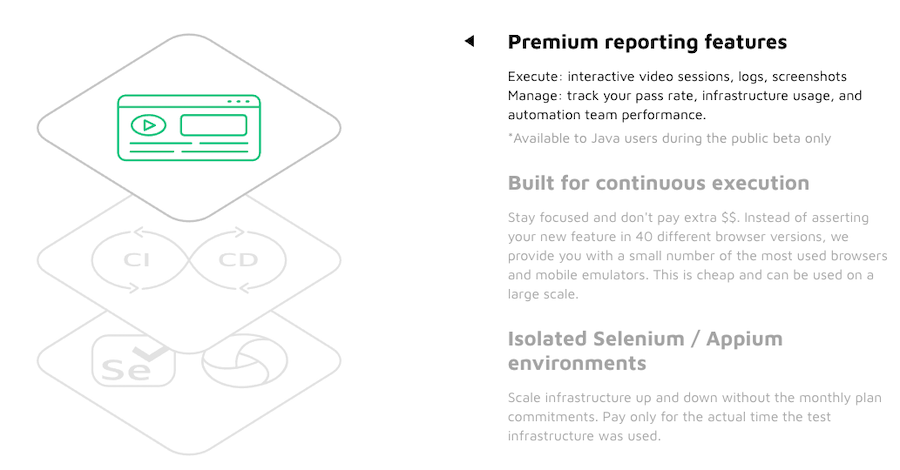 Premium reporting features
Execute: interactive video sessions, logs, screenshots
Manage: track your pass rate, infrastructure usage, and
automation team performance.
*Available to Java users during the public beta only
Built for continuous execution
Stay focused and don't pay extra $$. Instead of asserting
your new feature in 40 different browser versions, we
provide you with a small number of the most used browsers
and mobile emulators. This is cheap and can be used on a
large scale.
Isolated Selenium / Appium
environments
Scale infrastructure up and down without the monthly plan
commitments. Pay only for the actual time the test
infrastructure was used.
CI
CD
Se